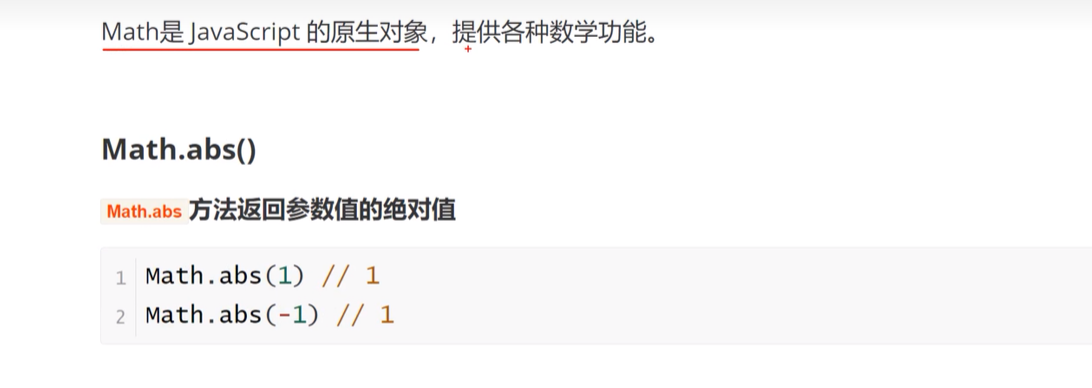 Math是 JavaScript 的原生对象，提供各种数学功能。
Math.abs()
Math.abs 方法返回参数值的绝对值
1 Math.abs(1) // 1
2 Math.abs(-1) // 1